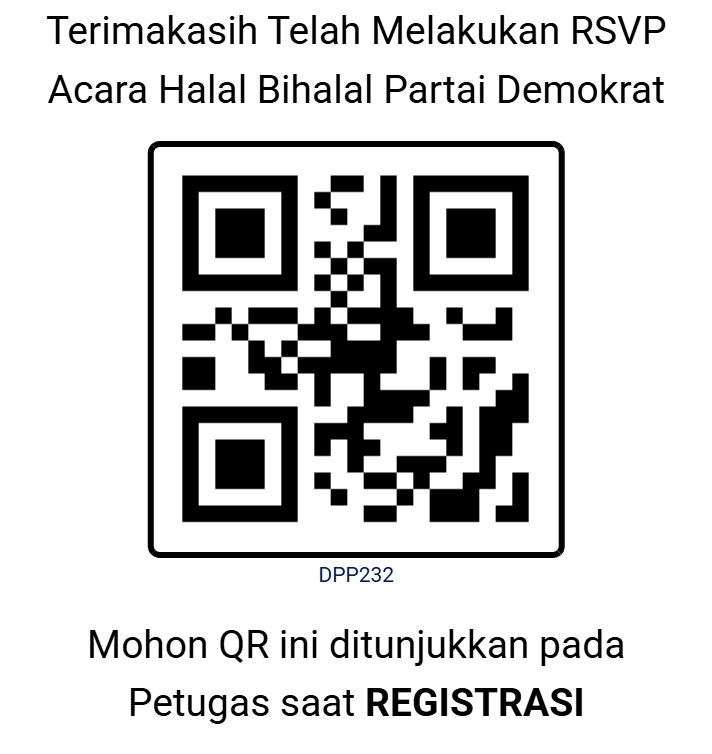 Terimakasih Telah Melakukan RSVP
Acara Halal Bihalal Partai Demokrat
DPP232
Mohon QR ini ditunjukkan pada
Petugas saat REGISTRASI